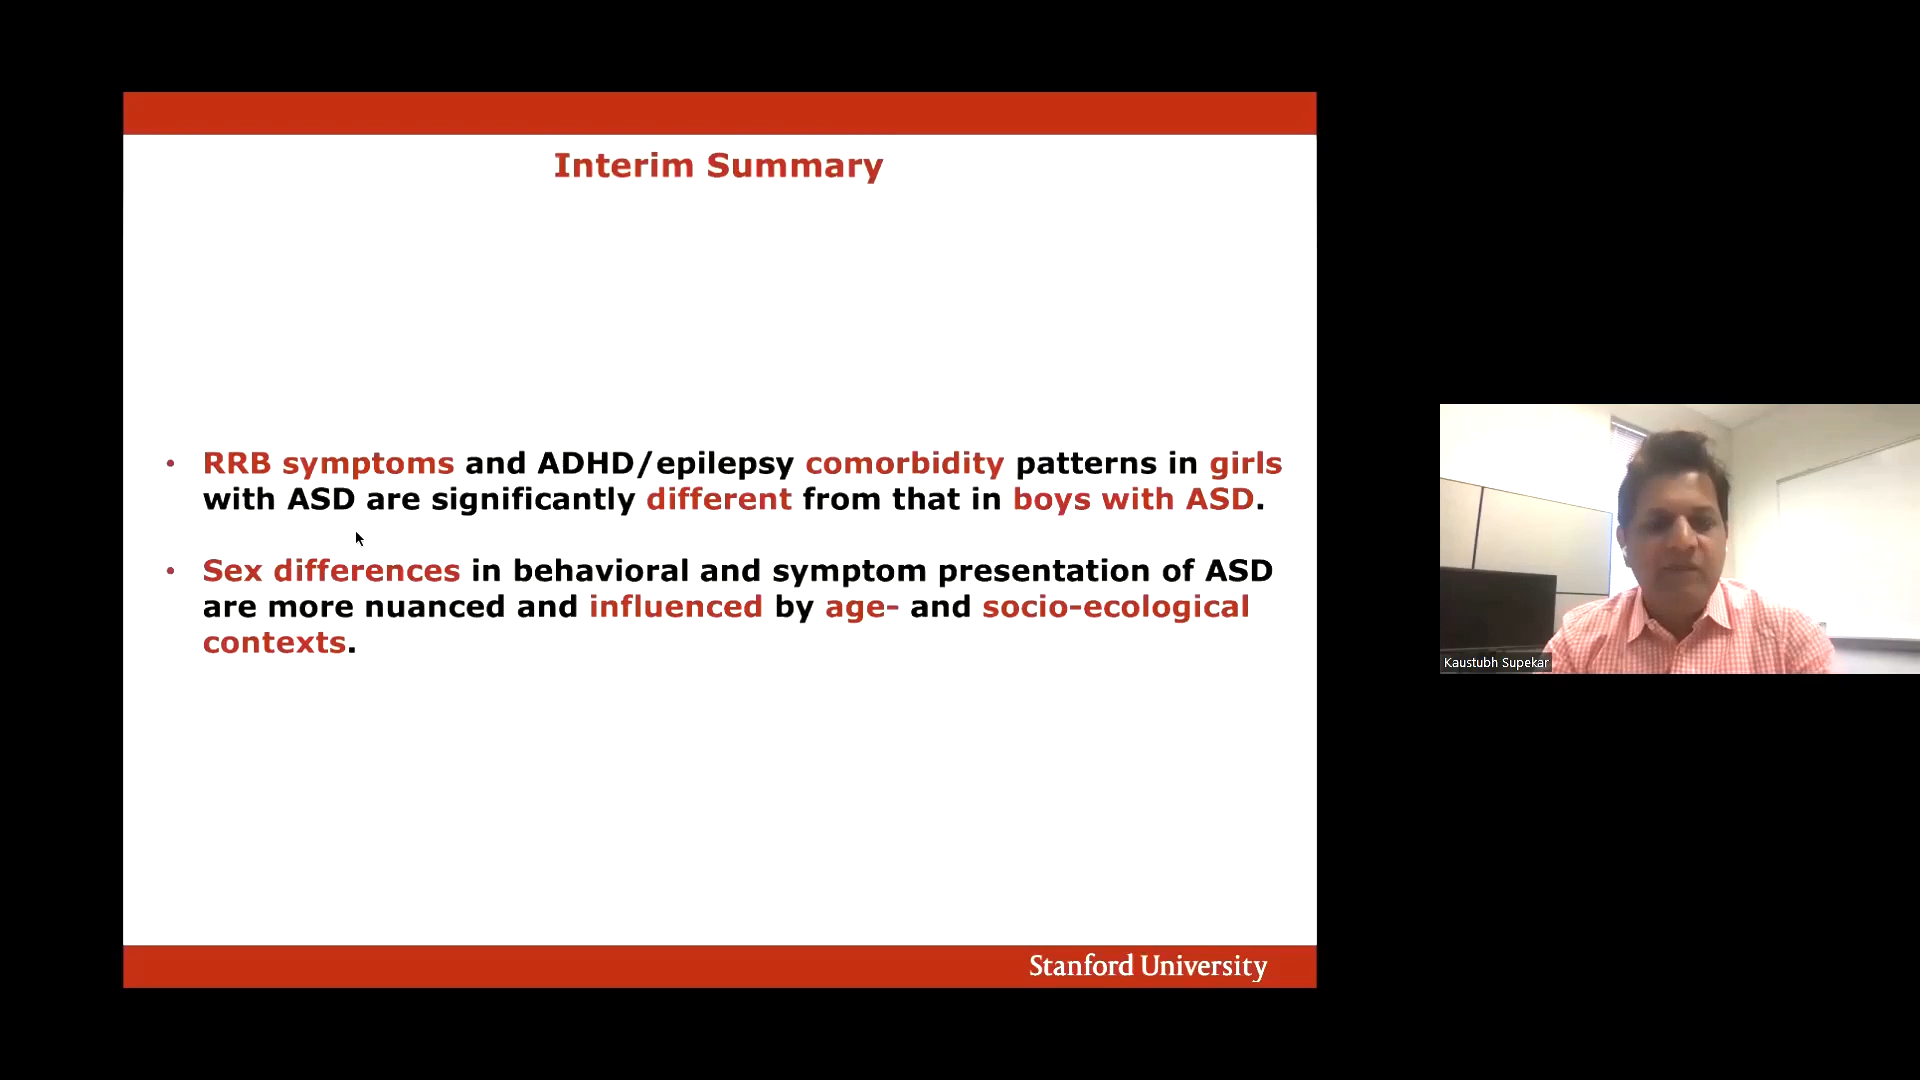 Interim Summary
• RRB symptoms and ADHD/epilepsy comorbidity patterns in girls
with ASD are significantly different from that in boys with ASD.
• Sex differences in behavioral and symptom presentation of ASD
are more nuanced and influenced by age- and socio-ecological
contexts.
Stanford University
Kaustubh Supekar